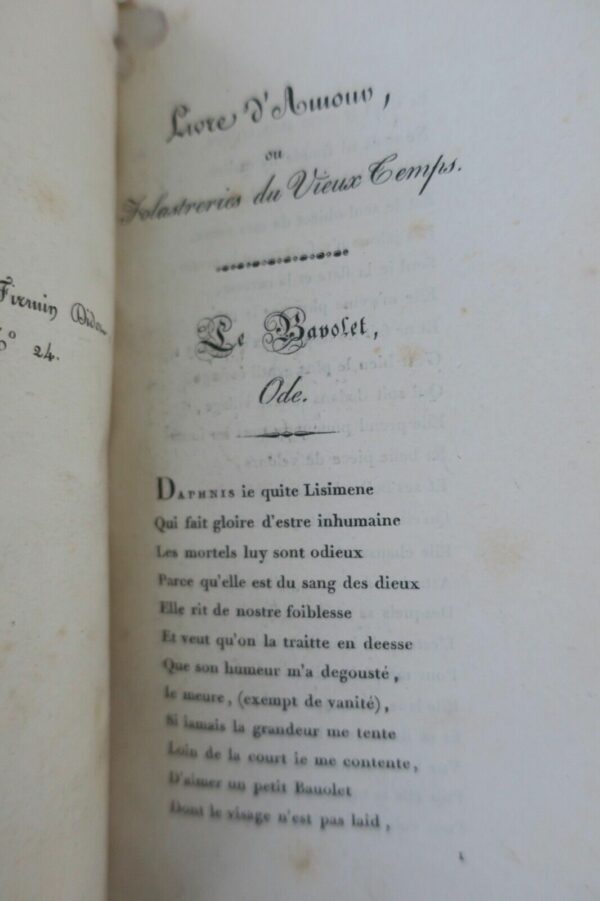 Firmin Didot
N° 24.
Livre d'Amour,
ou
Folastreries du Vieux Temps.
Le Bavolet,
Ode.
DAPHNIS ie quite Lisimene
Qui fait gloire d'estre inhumaine
Les mortels luy sont odieux
Parce qu'elle est du sang des dieux
Elle rit de nostre foiblesse
Et veut qu'on la traitte en deesse
Que son humeur m'a degousté,
Ie meure, (exempt de vanité),
Si iamais la grandeur me tente
Loin de la court ie me contente,
D'aimer un petit Bauolet
Dont le visage n'est pas laid,
1